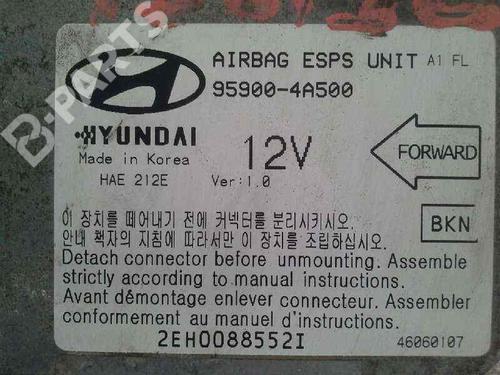 AIRBAG ESPS UNIT A1 FL
95900-4A500
HYUNDAI
Made in Korea
12V
FORWARD
HAE 212E
Ver: 1.0
이 장치를 떼어내기 전에 커넥터를 분리시키시오.
안내 책자의 지침에 따라서만 이 장치를 조립하십시오.
BKN
Detach connector before unmounting. Assemble
strictly according to manual instructions.
Avant démontage enlever connecteur. Assembler
conformement au manuel d'instructions.
2EH0088552I
46060107